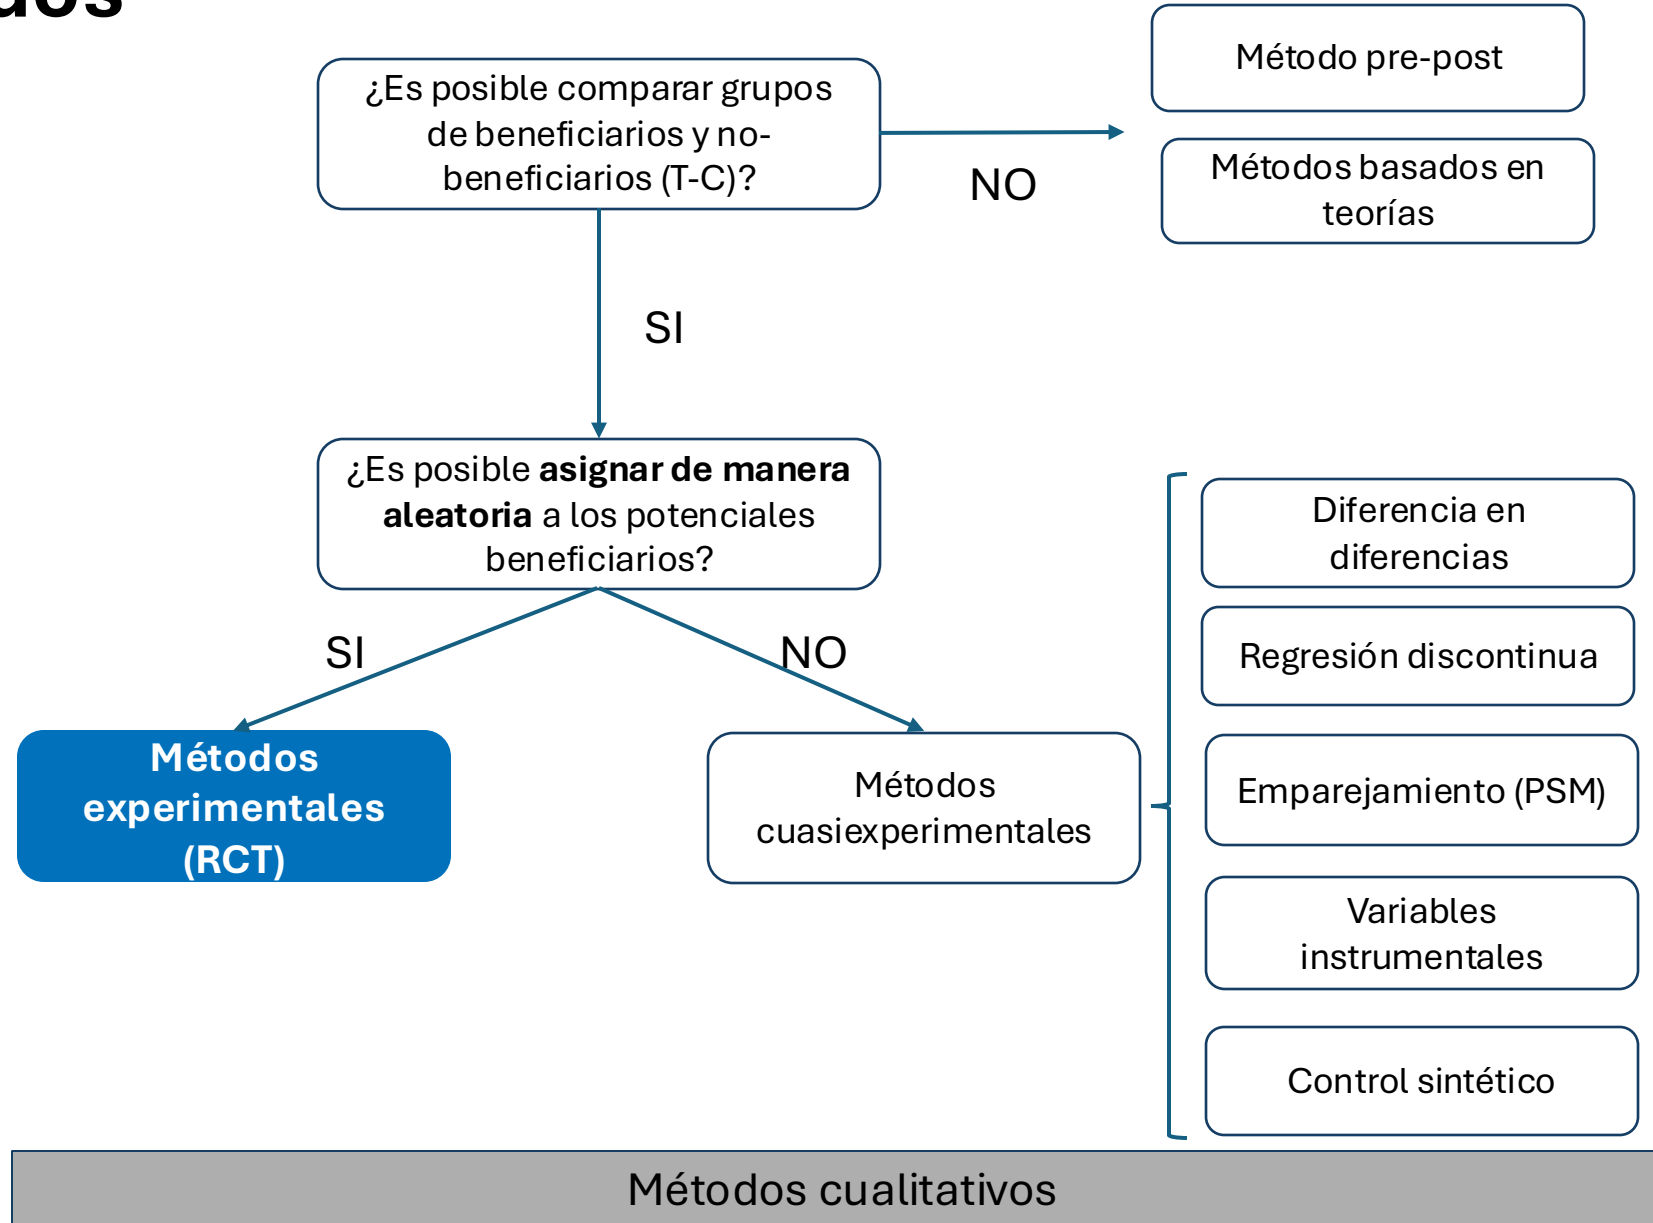 ¿Es posible comparar grupos
de beneficiarios y no-
beneficiarios (T-C)?
NO
Método pre-post
Métodos basados en
teorías
SI
¿Es posible asignar de manera
aleatoria a los potenciales
beneficiarios?
SI
NO
Métodos
experimentales
(RCT)
Métodos
cuasiexperimentales
Diferencia en
diferencias
Regresión discontinua
Emparejamiento (PSM)
Variables
instrumentales
Control sintético
Métodos cualitativos